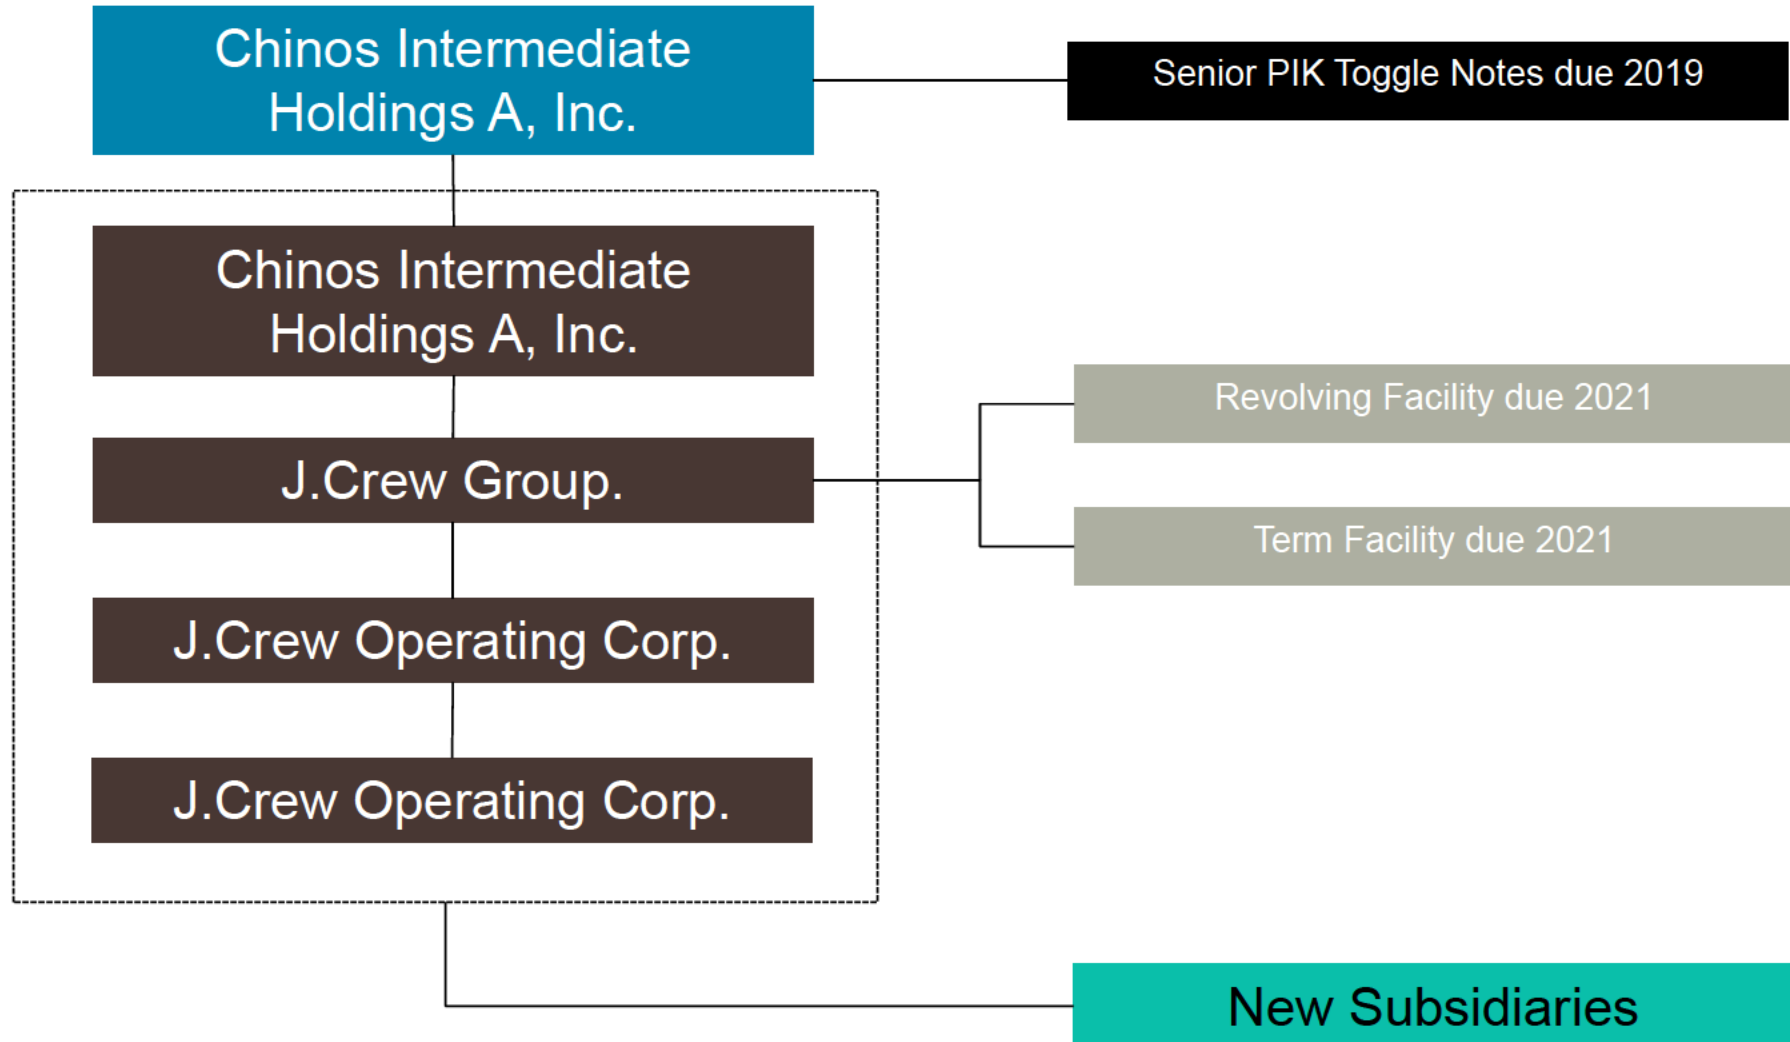 Chinos Intermediate
Holdings A, Inc.
Senior PIK Toggle Notes due 2019
Chinos Intermediate
Holdings A, Inc.
Revolving Facility due 2021
J.Crew Group.
Term Facility due 2021
J.Crew Operating Corp.
J.Crew Operating Corp.
New Subsidiaries